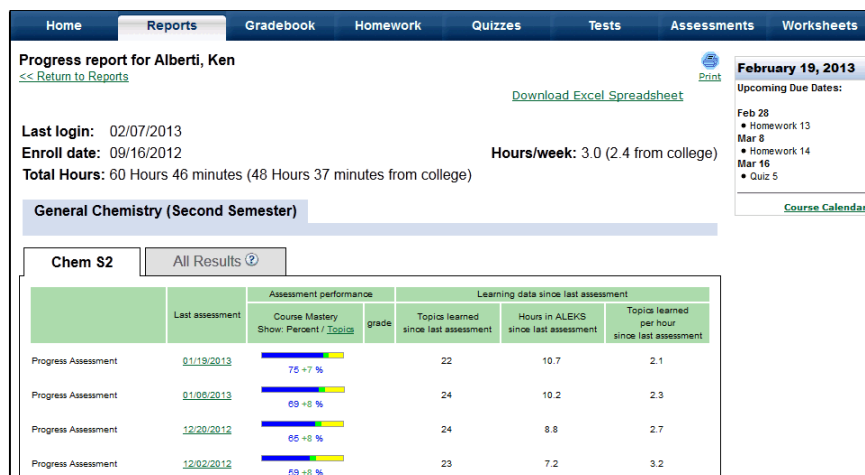 Home Reports Gradebook Homework Quizzes Tests Assessments Worksheets
Progress report for Alberti, Ken
<< Return to Reports
Print
Download Excel Spreadsheet
Last login: 02/07/2013
Enroll date: 09/16/2012
Hours/week: 3.0 (2.4 from college)
Total Hours: 60 Hours 46 minutes (48 Hours 37 minutes from college)
General Chemistry (Second Semester)
Chem S2 All Results ?
Assessment performance Learning data since last assessment
Last assessment
Course Mastery
Show: Percent / Topics
grade
Topics learned
since last assessment
Hours in ALEKS
since last assessment
Topics learned
per hour
since last assessment
Progress Assessment 01/19/2013 75 +7 % 22 10.7 2.1
Progress Assessment 01/06/2013 69 +8 % 24 10.2 2.3
Progress Assessment 12/20/2012 65 +8 % 24 8.8 2.7
Progress Assessment 12/02/2012 59 +8 % 23 7.2 3.2
February 19, 2013
Upcoming Due Dates:
Feb 28
• Homework 13
Mar 8
• Homework 14
Mar 16
• Quiz 5
Course Calendar